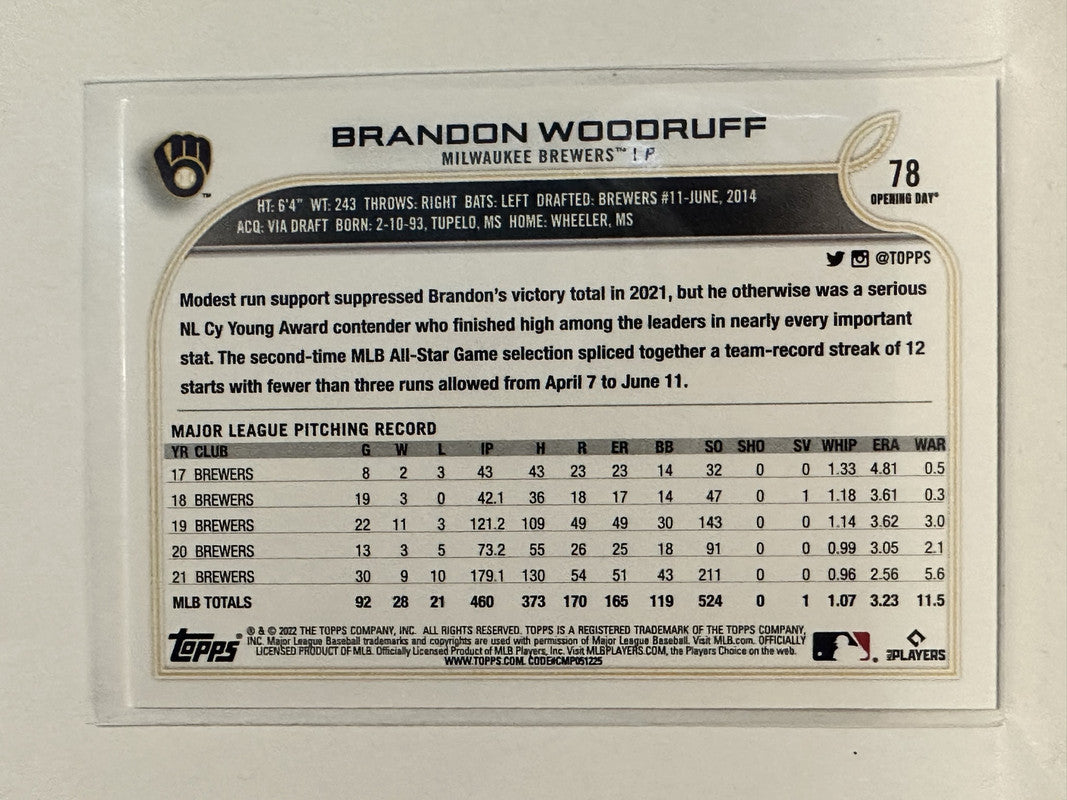 BRANDON WOODRUFF
MILWAUKEE BREWERS™ | P
78
OPENING DAY®
HT: 6'4" WT: 243 THROWS: RIGHT BATS: LEFT DRAFTED: BREWERS #11-JUNE, 2014
ACQ: VIA DRAFT BORN: 2-10-93, TUPELO, MS HOME: WHEELER, MS
@TOPPS
Modest run support suppressed Brandon's victory total in 2021, but he otherwise was a serious
NL Cy Young Award contender who finished high among the leaders in nearly every important
stat. The second-time MLB All-Star Game selection spliced together a team-record streak of 12
starts with fewer than three runs allowed from April 7 to June 11.
MAJOR LEAGUE PITCHING RECORD
YR CLUB G W L IP H R ER BB SO SHO SV WHIP ERA WAR
17 BREWERS 8 2 3 43 43 23 23 14 32 0 0 1.33 4.81 0.5
18 BREWERS 19 3 0 42.1 36 18 17 14 47 0 1 1.18 3.61 0.3
19 BREWERS 22 11 3 121.2 109 49 49 30 143 0 0 1.14 3.62 3.0
20 BREWERS 13 3 5 73.2 55 26 25 18 91 0 0 0.99 3.05 2.1
21 BREWERS 30 9 10 179.1 130 54 51 43 211 0 0 0.96 2.56 5.6
MLB TOTALS 92 28 21 460 373 170 165 119 524 0 1 1.07 3.23 11.5
Topps
® & © 2022 THE TOPPS COMPANY, INC. ALL RIGHTS RESERVED. TOPPS IS A REGISTERED TRADEMARK OF THE TOPPS COMPANY,
INC. Major League Baseball trademarks and copyrights are used with permission of Major League Baseball. Visit MLB.com. OFFICIALLY
LICENSED PRODUCT OF MLB. Officially Licensed Product of MLB Players, Inc. Visit MLBPLAYERS.COM, the Players Choice on the web.
WWW.TOPPS.COM. CODE#CMP051225
MLBPLAYERS